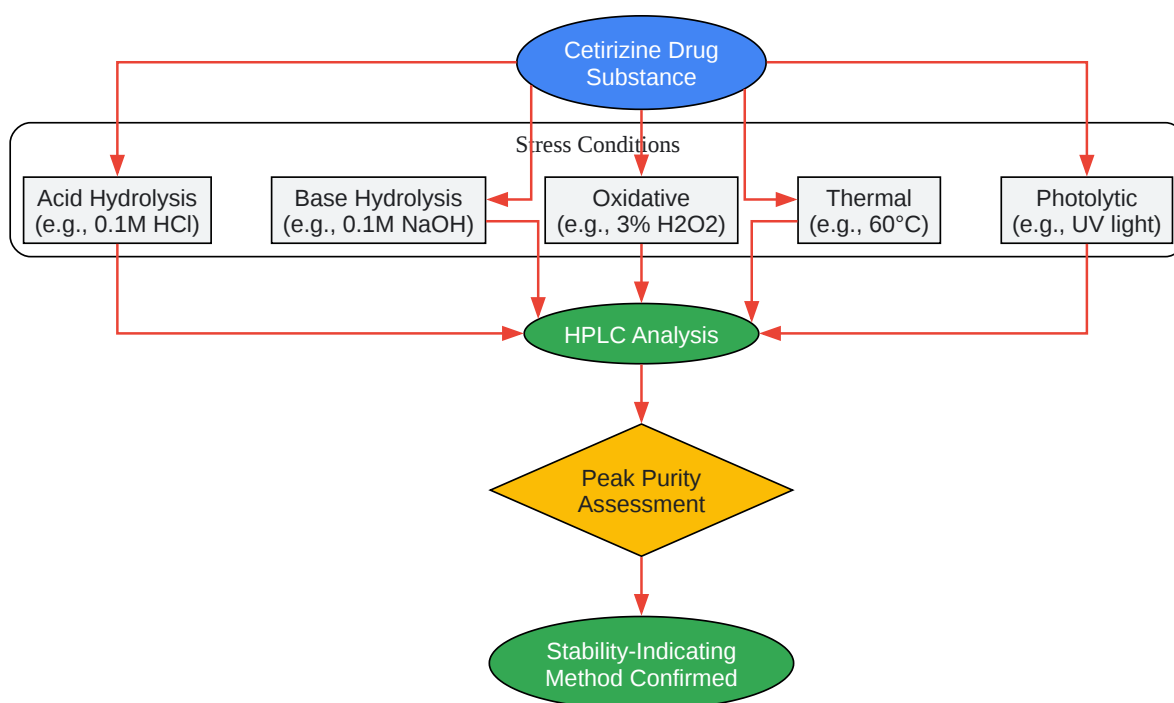 Cetirizine Drug
Substance
Stress Conditions
Acid Hydrolysis
(e.g., 0.1M HCl)
Base Hydrolysis
(e.g., 0.1M NaOH)
Oxidative
(e.g., 3% H2O2)
Thermal
(e.g., 60°C)
Photolytic
(e.g., UV light)
HPLC Analysis
Peak Purity
Assessment
Stability-Indicating
Method Confirmed